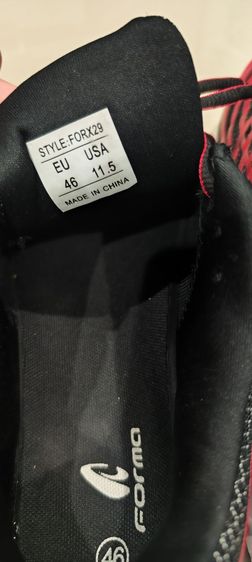 STYLE:FORX29
EU USA
46 11.5
MADE IN CHINA
Forma
46